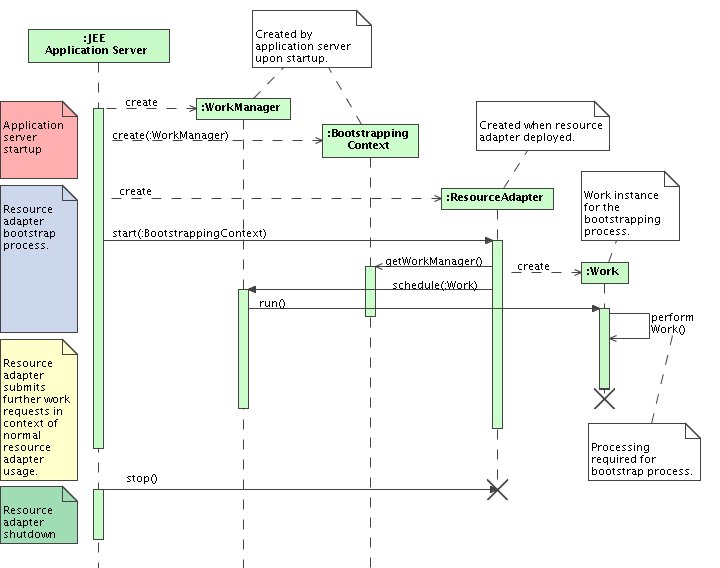 Created by
application server
upon startup.
:JEE
Application Server
create
:WorkManager
Application
server
startup
create(:WorkManager)
:Bootstrapping
Context
Created when resource
adapter deployed.
create
:ResourceAdapter
Work instance
for the
bootstrapping
process.
Resource
adapter
bootstrap
process.
start(:BootstrappingContext)
getWorkManager()
create
:Work
schedule(:Work)
run()
perform
Work()
Resource
adapter
submits
further work
requests in
context of
normal
resource
adapter
usage.
Processing
required for
bootstrap process.
stop()
Resource
adapter
shutdown